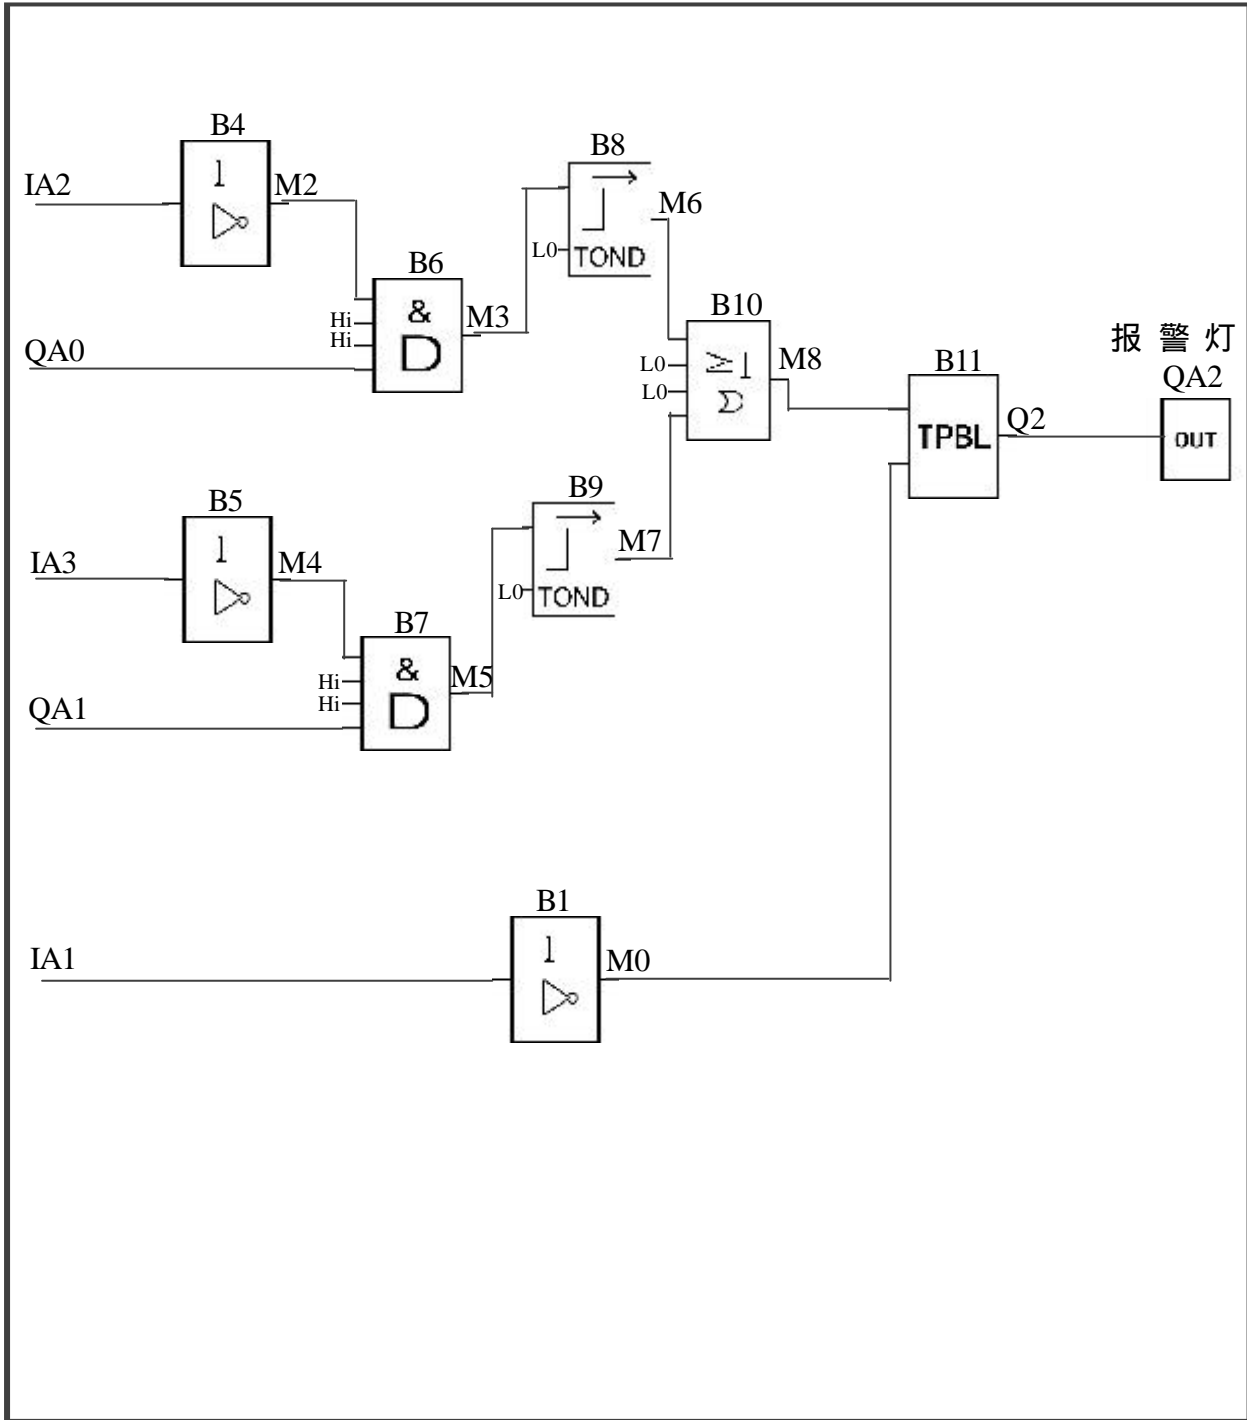 B4
1
IA2
M2
B8
TOND
L0
M6
B6
&
Hi
Hi
QA0
M3
B10
≥1
L0
L0
M8
报警灯
QA2
OUT
B11
TPBL
Q2
B5
1
IA3
M4
B9
TOND
L0
M7
B7
&
Hi
Hi
QA1
M5
B1
1
IA1
M0